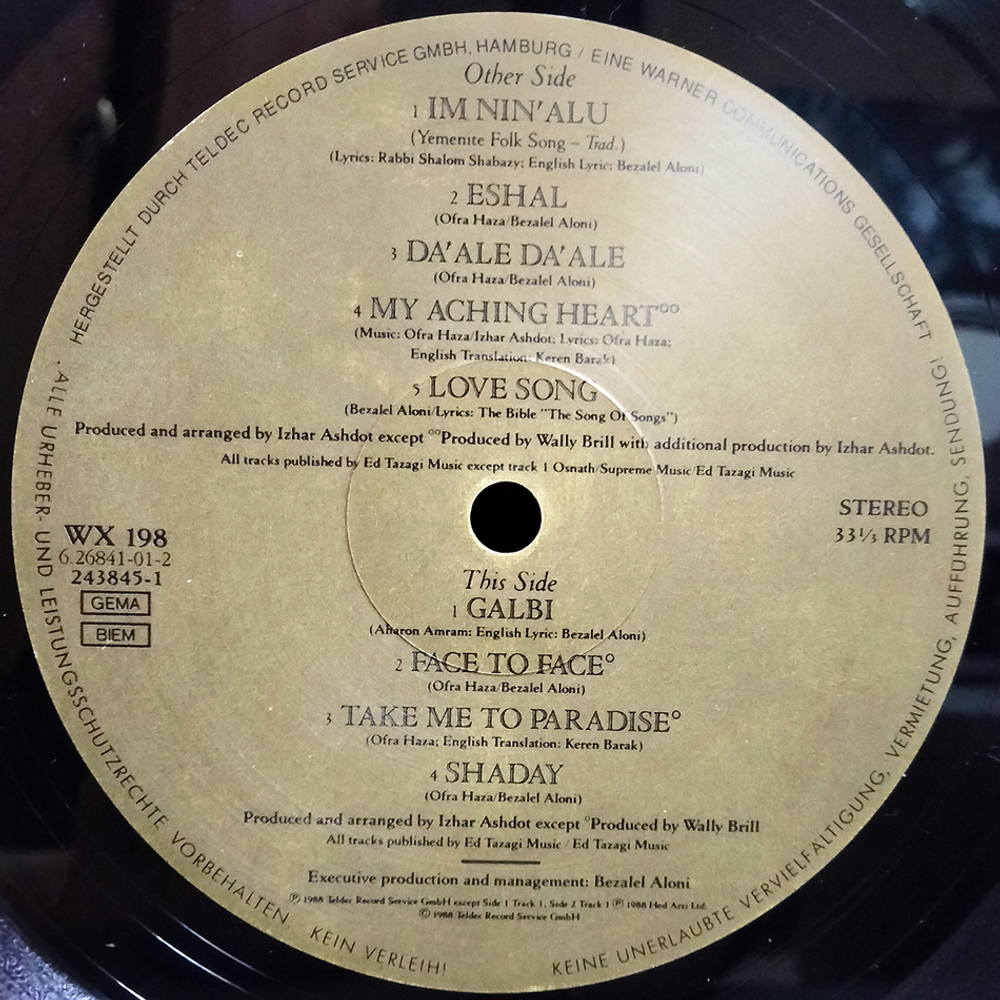 HERGESTELLT DURCH TELDEC RECORD SERVICE GMBH, HAMBURG / EINE WARNER COMMUNICATIONS GESELLSCHAFT
Other Side
1 IM NIN'ALU
(Yemenite Folk Song – Trad.)
(Lyrics: Rabbi Shalom Shabazy; English Lyric: Bezalel Aloni)
2 ESHAL
(Ofra Haza/Bezalel Aloni)
3 DA'ALE DA'ALE
(Ofra Haza/Bezalel Aloni)
4 MY ACHING HEART°°
(Music: Ofra Haza/Izhar Ashdot; Lyrics: Ofra Haza;
English Translation: Keren Barak)
5 LOVE SONG
(Bezalel Aloni/Lyrics: The Bible "The Song Of Songs")
Produced and arranged by Izhar Ashdot except °°Produced by Wally Brill with additional production by Izhar Ashdot.
All tracks published by Ed Tazagi Music except track 1 Osnath/Supreme Music/Ed Tazagi Music
WX 198
6.26841-01-2
243845-1
GEMA
BIEM
STEREO
33⅓ RPM
This Side
1 GALBI
(Aharon Amram: English Lyric: Bezalel Aloni)
2 FACE TO FACE°
(Ofra Haza/Bezalel Aloni)
3 TAKE ME TO PARADISE°
(Ofra Haza; English Translation: Keren Barak)
4 SHADAY
(Ofra Haza/Bezalel Aloni)
Produced and arranged by Izhar Ashdot except °Produced by Wally Brill
All tracks published by Ed Tazagi Music / Ed Tazagi Music
Executive production and management: Bezalel Aloni
℗ 1988 Teldec Record Service GmbH except Side 1 Track 1, Side 2 Track 1 ℗ 1988 Hed Arzi Ltd.
© 1988 Teldec Record Service GmbH
· ALLE URHEBER- UND LEISTUNGSSCHUTZRECHTE VORBEHALTEN. KEIN VERLEIH!
KEINE UNERLAUBTE VERVIELFÄLTIGUNG, VERMIETUNG, AUFFÜHRUNG, SENDUNG!